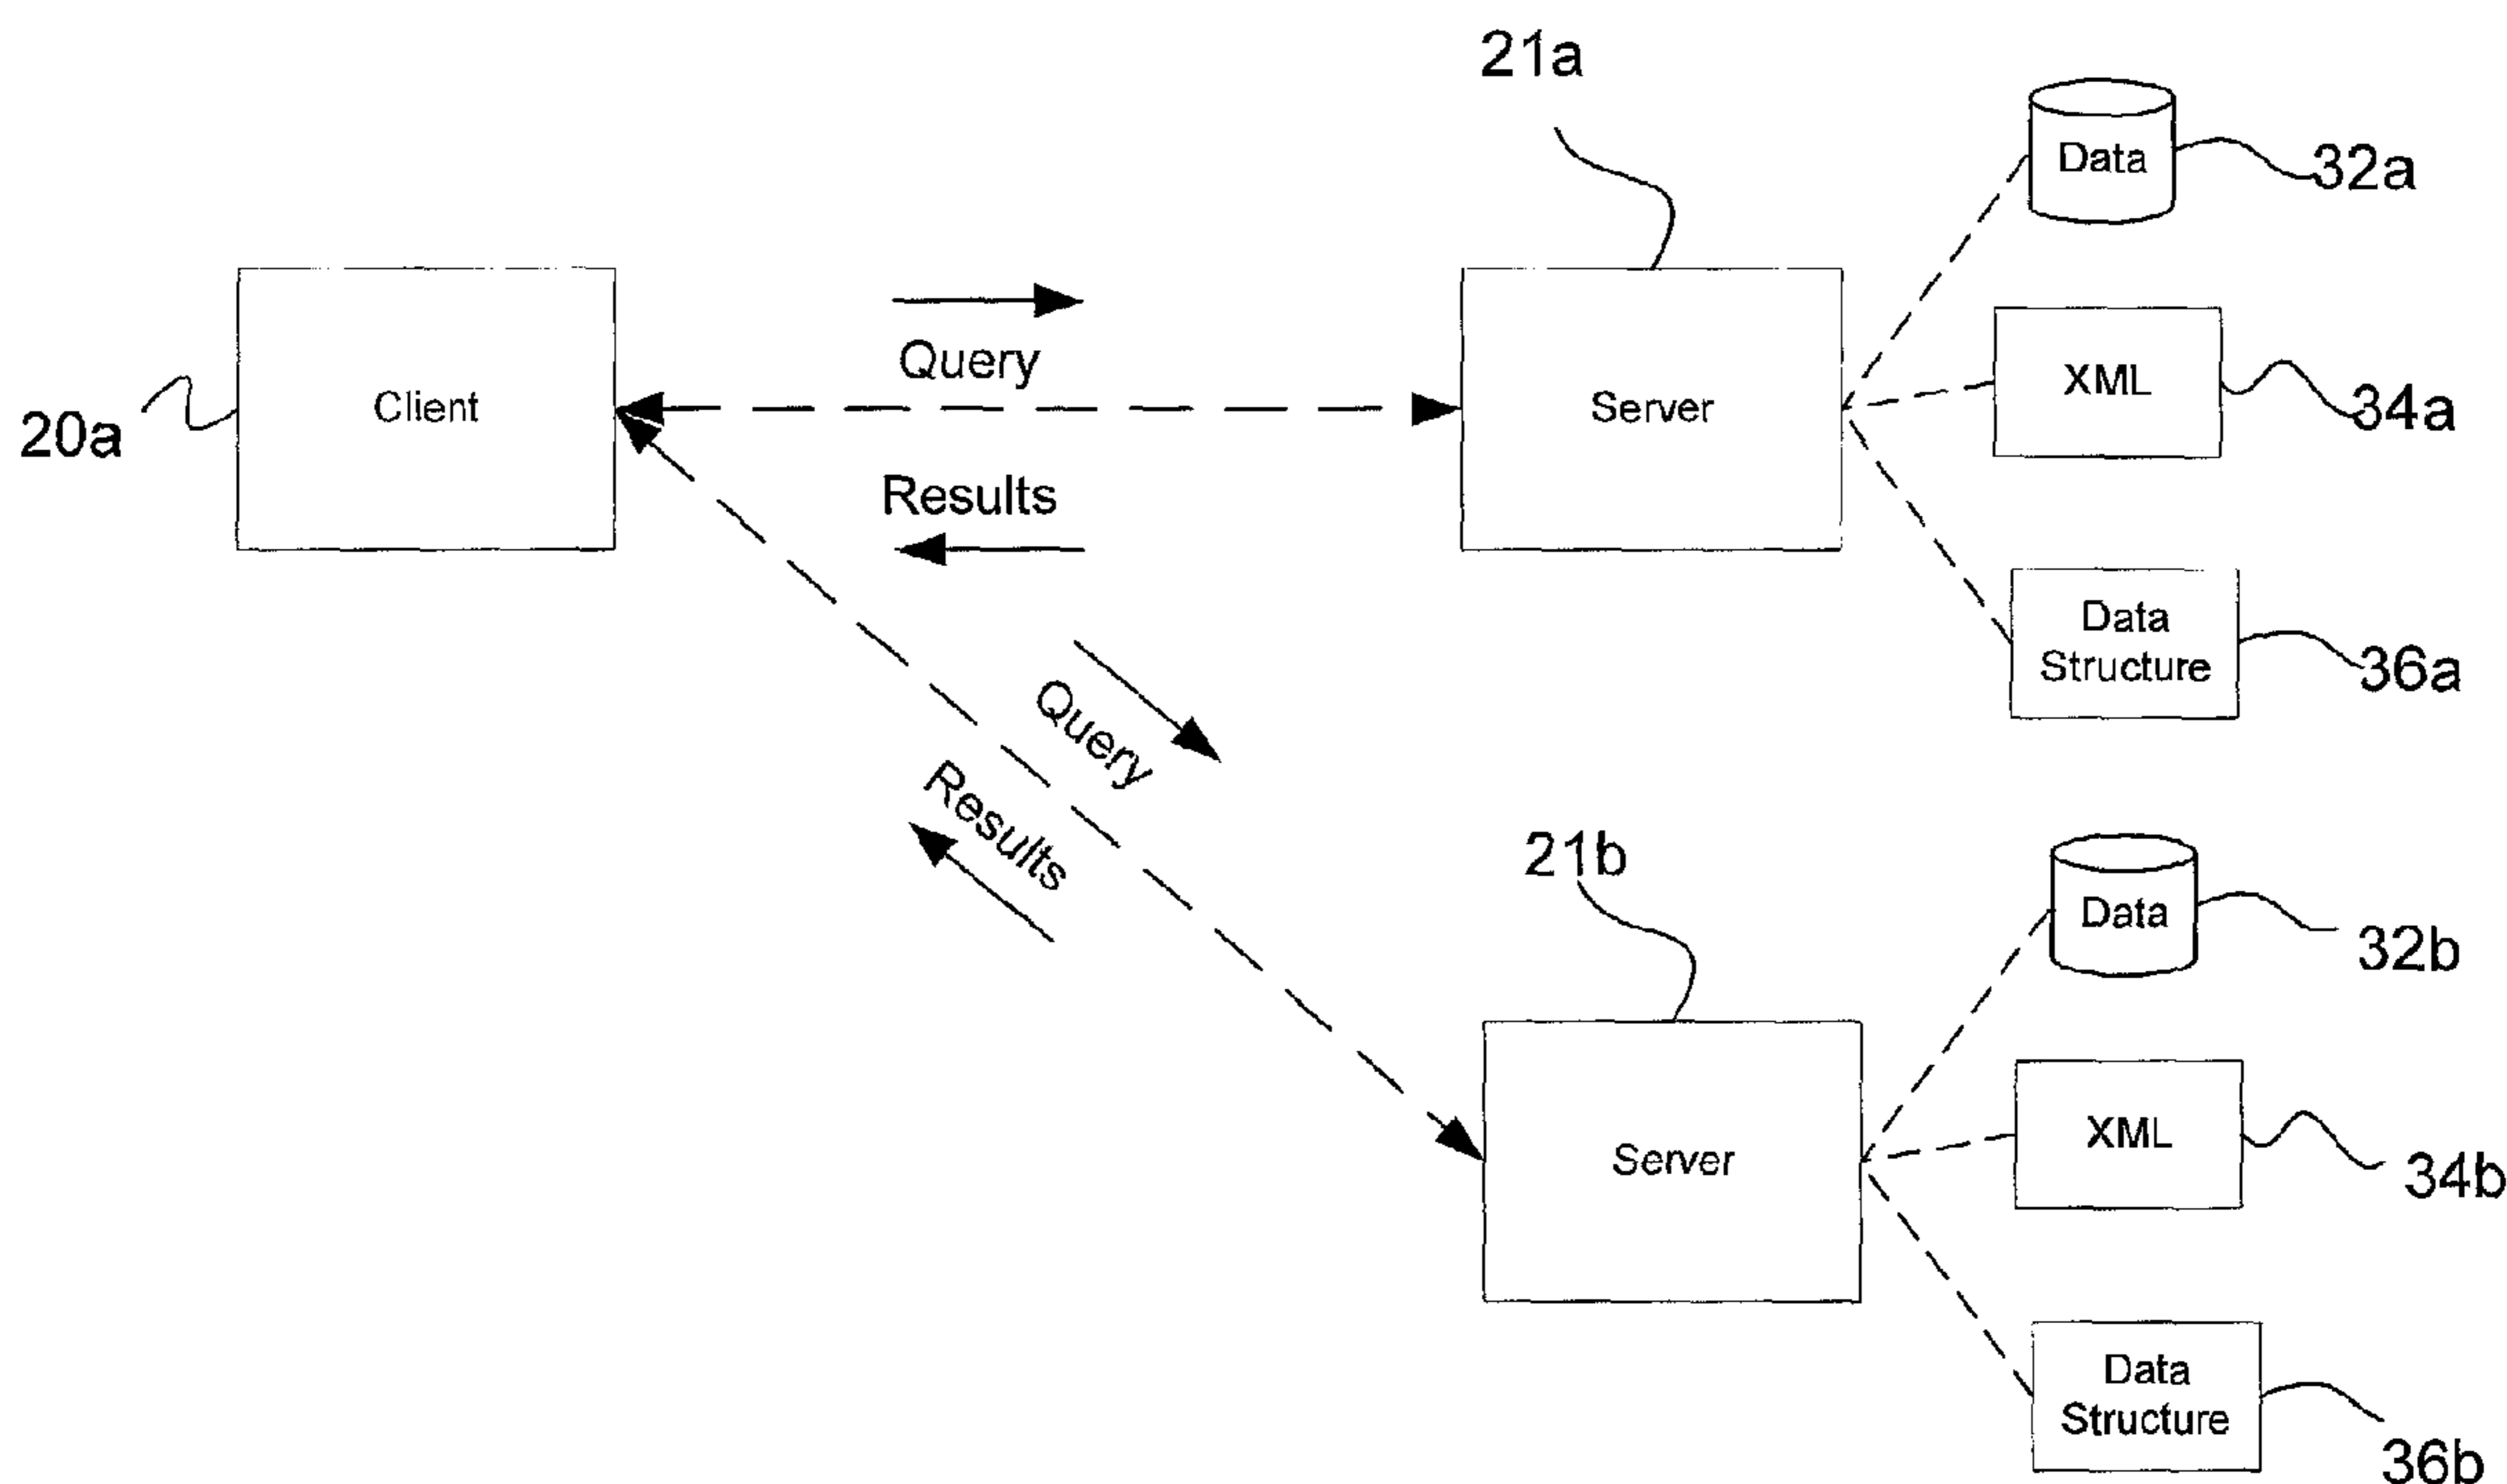 21a
Data
32a
Query
XML
Client
Server
34a
20a
Results
Data
Structure
36a
Query
Results
21b
Data
32b
XML
Server
34b
Data
Structure
36b